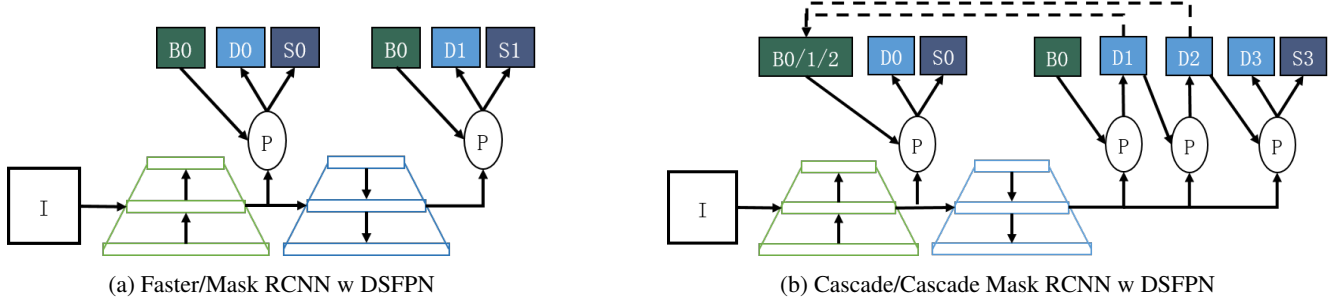 B0 D0 S0 B0 D1 S1
P P
I
(a) Faster/Mask RCNN w DSFPN
B0/1/2 D0 S0 B0 D1 D2 D3 S3
P P P P
I
(b) Cascade/Cascade Mask RCNN w DSFPN